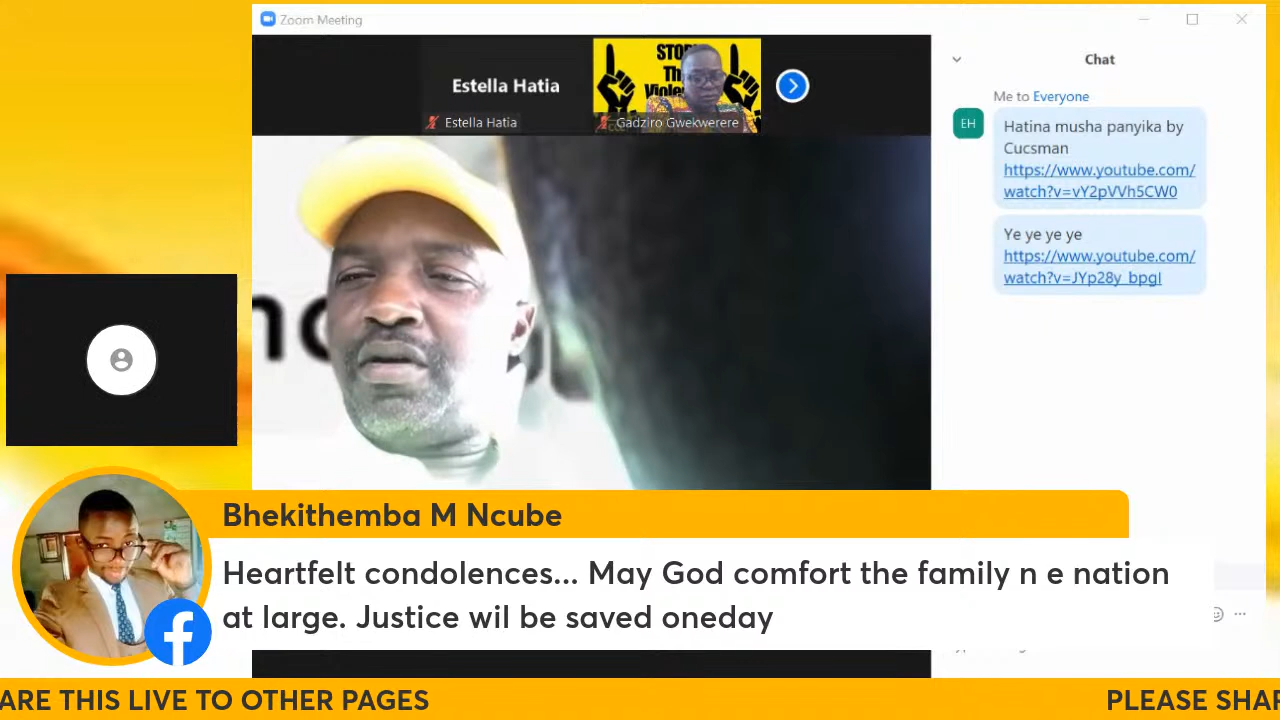 Zoom Meeting
Estella Hatia
Estella Hatia
STOP
The
Gadziro Gwekwerere
Chat
Me to Everyone
EH
Hatina musha panyika by
Cucsman
https://www.youtube.com/
watch?v=vY2pVVh5CW0
Ye ye ye ye
https://www.youtube.com/
watch?v=JYp28y_bpgI
Bhekithemba M Ncube
Heartfelt condolences... May God comfort the family n e nation
at large. Justice wil be saved oneday
ARE THIS LIVE TO OTHER PAGES
PLEASE SHAR